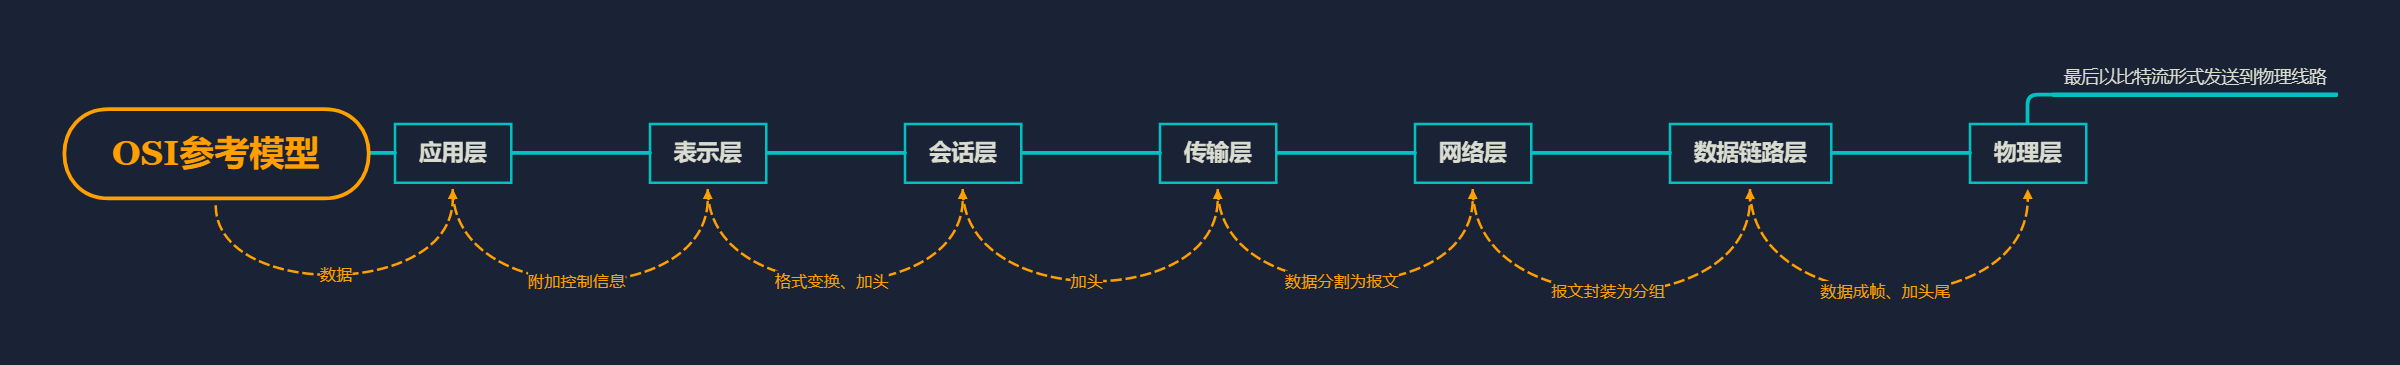 最后以比特流形式发送到物理线路
OSI参考模型
应用层
表示层
会话层
传输层
网络层
数据链路层
物理层
数据
附加控制信息
格式变换、加头
加头
数据分割为报文
报文封装为分组
数据成帧、加头尾